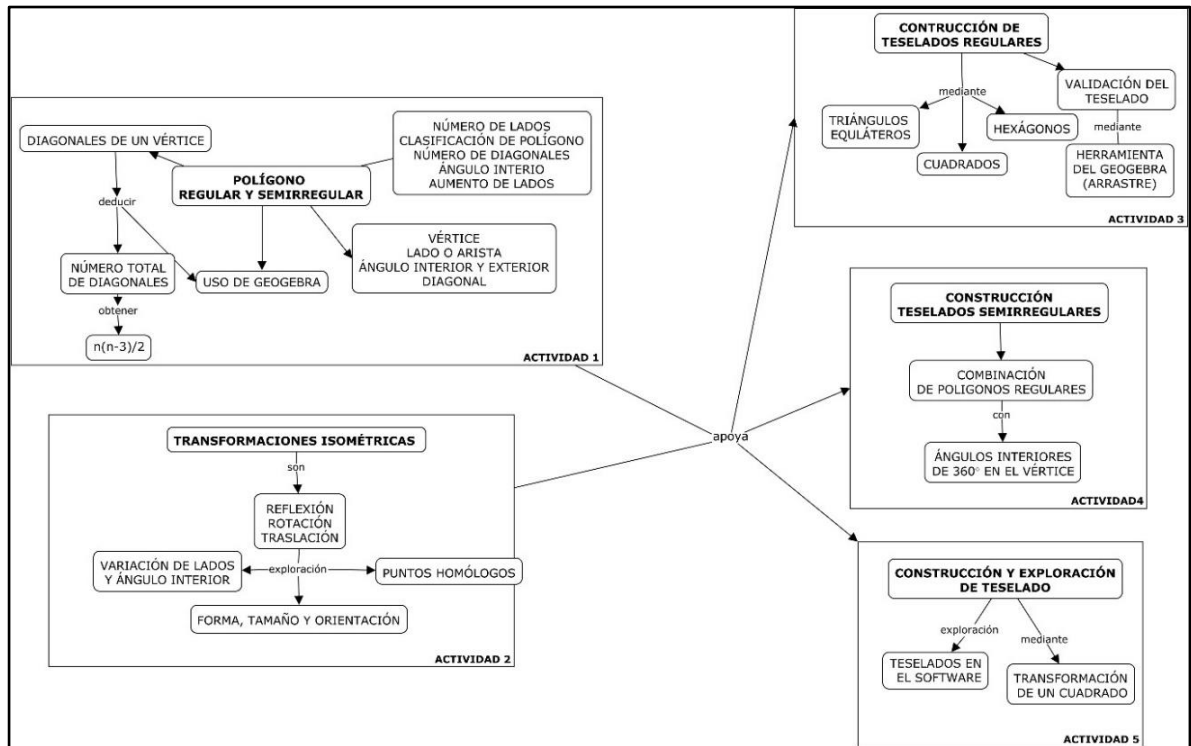 DIAGONALES DE UN VÉRTICE
deducir
NÚMERO TOTAL
DE DIAGONALES
obtener
n(n-3)/2
POLÍGONO
REGULAR Y SEMIRREGULAR
USO DE GEOGEBRA
NÚMERO DE LADOS
CLASIFICACIÓN DE POLÍGONO
NÚMERO DE DIAGONALES
ÁNGULO INTERIO
AUMENTO DE LADOS
VÉRTICE
LADO O ARISTA
ÁNGULO INTERIOR Y EXTERIOR
DIAGONAL
ACTIVIDAD 1
TRANSFORMACIONES ISOMÉTRICAS
son
REFLEXIÓN
ROTACIÓN
TRASLACIÓN
VARIACIÓN DE LADOS
Y ÁNGULO INTERIOR
exploración
PUNTOS HOMÓLOGOS
FORMA, TAMAÑO Y ORIENTACIÓN
ACTIVIDAD 2
apoya
CONTRUCCIÓN DE
TESELADOS REGULARES
mediante
TRIÁNGULOS
EQULÁTEROS
CUADRADOS
HEXÁGONOS
VALIDACIÓN DEL
TESELADO
mediante
HERRAMIENTA
DEL GEOGEBRA
(ARRASTRE)
ACTIVIDAD 3
CONSTRUCCIÓN
TESELADOS SEMIRREGULARES
COMBINACIÓN
DE POLIGONOS REGULARES
con
ÁNGULOS INTERIORES
DE 360° EN EL VÉRTICE
ACTIVIDAD4
CONSTRUCCIÓN Y EXPLORACIÓN
DE TESELADO
exploración
mediante
TESELADOS EN
EL SOFTWARE
TRANSFORMACIÓN
DE UN CUADRADO
ACTIVIDAD 5